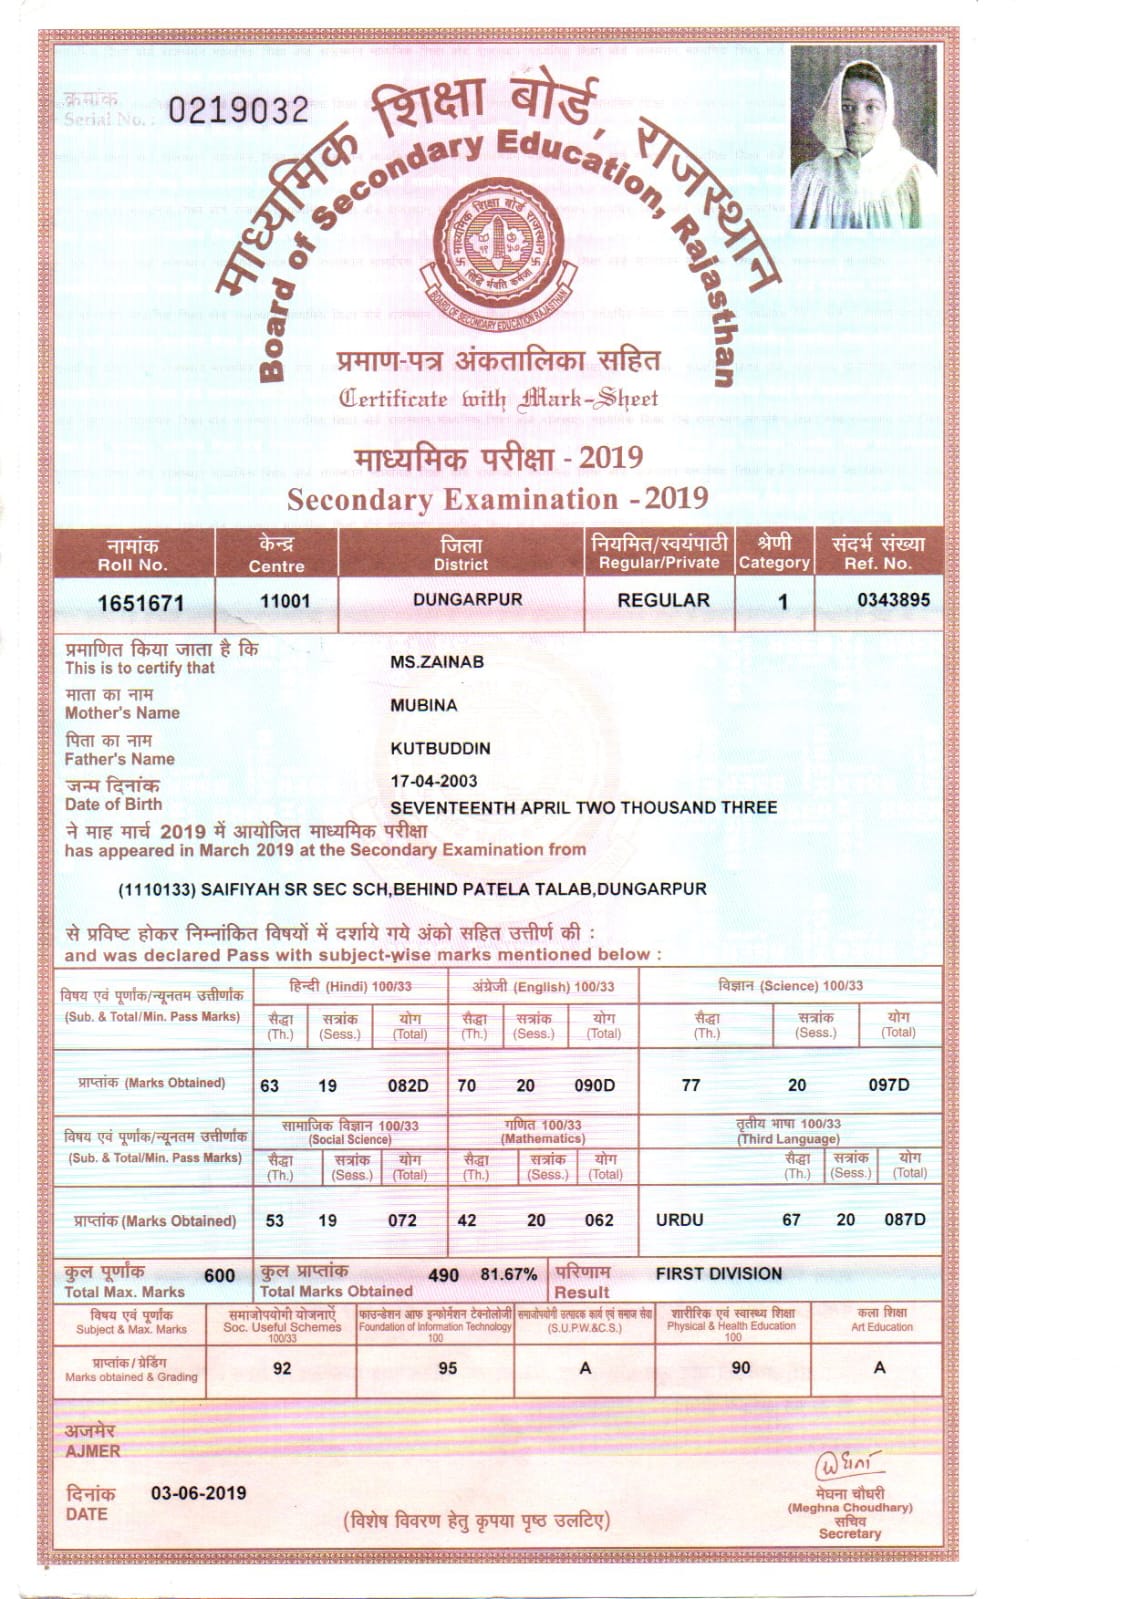 क्रमांक
Serial No. : 0219032
माध्यमिक शिक्षा बोर्ड, राजस्थान
Board of Secondary Education, Rajasthan
माध्यमिक शिक्षा बोर्ड राजस्थान
सिद्धि र्भवति कर्मजा
BOARD OF SECONDARY EDUCATION RAJASTHAN
प्रमाण-पत्र अंकतालिका सहित
Certificate with Mark-Sheet
माध्यमिक परीक्षा - 2019
Secondary Examination - 2019
नामांक केन्द्र जिला नियमित/स्वयंपाठी श्रेणी संदर्भ संख्या
Roll No. Centre District Regular/Private Category Ref. No.
1651671 11001 DUNGARPUR REGULAR 1 0343895
प्रमाणित किया जाता है कि
This is to certify that MS.ZAINAB
माता का नाम
Mother's Name MUBINA
पिता का नाम
Father's Name KUTBUDDIN
जन्म दिनांक 17-04-2003
Date of Birth SEVENTEENTH APRIL TWO THOUSAND THREE
ने माह मार्च 2019 में आयोजित माध्यमिक परीक्षा
has appeared in March 2019 at the Secondary Examination from
(1110133) SAIFIYAH SR SEC SCH,BEHIND PATELA TALAB,DUNGARPUR
से प्रविष्ट होकर निम्नांकित विषयों में दर्शाये गये अंको सहित उत्तीर्ण की :
and was declared Pass with subject-wise marks mentioned below :
विषय एवं पूर्णांक/न्यूनतम उत्तीर्णांक हिन्दी (Hindi) 100/33 अंग्रेजी (English) 100/33 विज्ञान (Science) 100/33
(Sub. & Total/Min. Pass Marks) सैद्धा सत्रांक योग सैद्धा सत्रांक योग सैद्धा सत्रांक योग
(Th.) (Sess.) (Total) (Th.) (Sess.) (Total) (Th.) (Sess.) (Total)
प्राप्तांक (Marks Obtained) 63 19 082D 70 20 090D 77 20 097D
विषय एवं पूर्णांक/न्यूनतम उत्तीर्णांक सामाजिक विज्ञान 100/33 गणित 100/33 तृतीय भाषा 100/33
(Social Science) (Mathematics) (Third Language)
(Sub. & Total/Min. Pass Marks) सैद्धा सत्रांक योग सैद्धा सत्रांक योग सैद्धा सत्रांक योग
(Th.) (Sess.) (Total) (Th.) (Sess.) (Total) (Th.) (Sess.) (Total)
प्राप्तांक (Marks Obtained) 53 19 072 42 20 062 URDU 67 20 087D
कुल पूर्णांक 600 कुल प्राप्तांक 490 81.67% परिणाम FIRST DIVISION
Total Max. Marks Total Marks Obtained Result
विषय एवं पूर्णांक समाजोपयोगी योजनाऐं फाउन्डेशन आफ इन्फोर्मेशन टेक्नोलोजी समाजोपयोगी उत्पादक कार्य एवं समाज सेवा शारीरिक एवं स्वास्थ्य शिक्षा कला शिक्षा
Subject & Max. Marks Soc. Useful Schemes Foundation of Information Technology (S.U.P.W.&C.S.) Physical & Health Education Art Education
100/33 100 100
प्राप्तांक / ग्रेडिंग 92 95 A 90 A
Marks obtained & Grading
अजमेर
AJMER
दिनांक 03-06-2019
DATE
मेघना चौधरी
(Meghna Choudhary)
सचिव
Secretary
(विशेष विवरण हेतु कृपया पृष्ठ उलटिए)